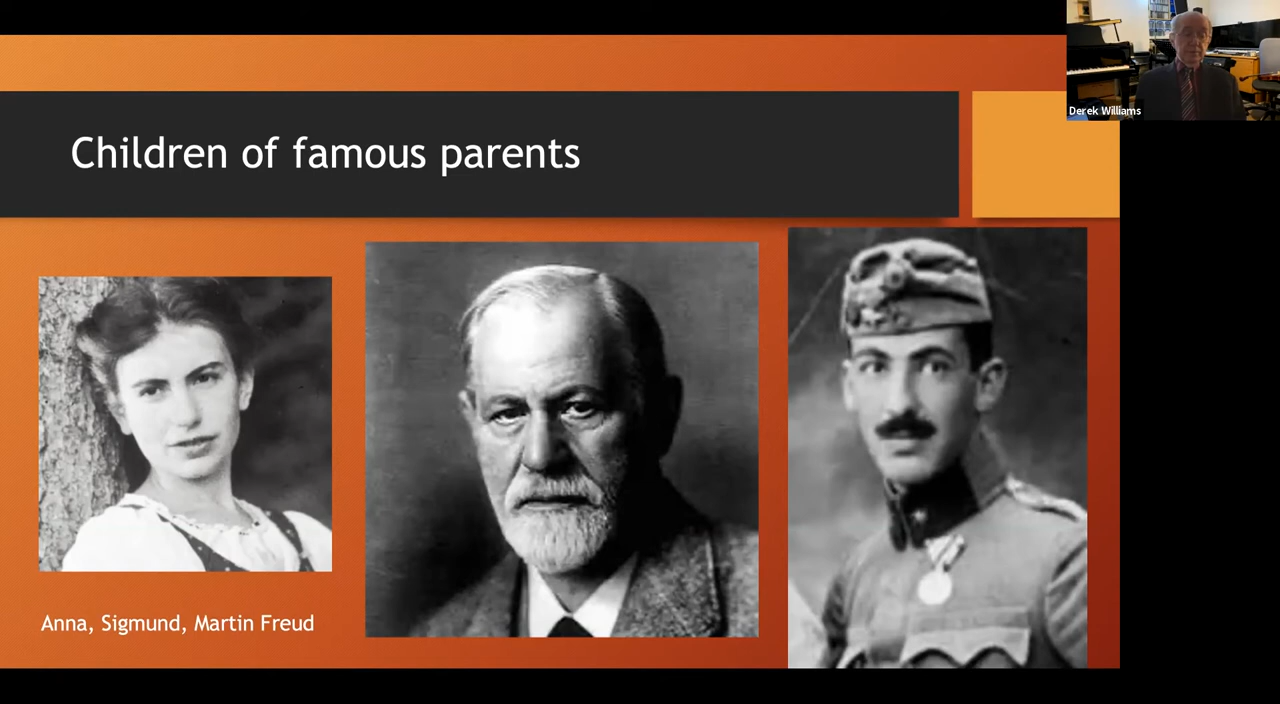 Children of famous parents
Derek Williams
Anna, Sigmund, Martin Freud